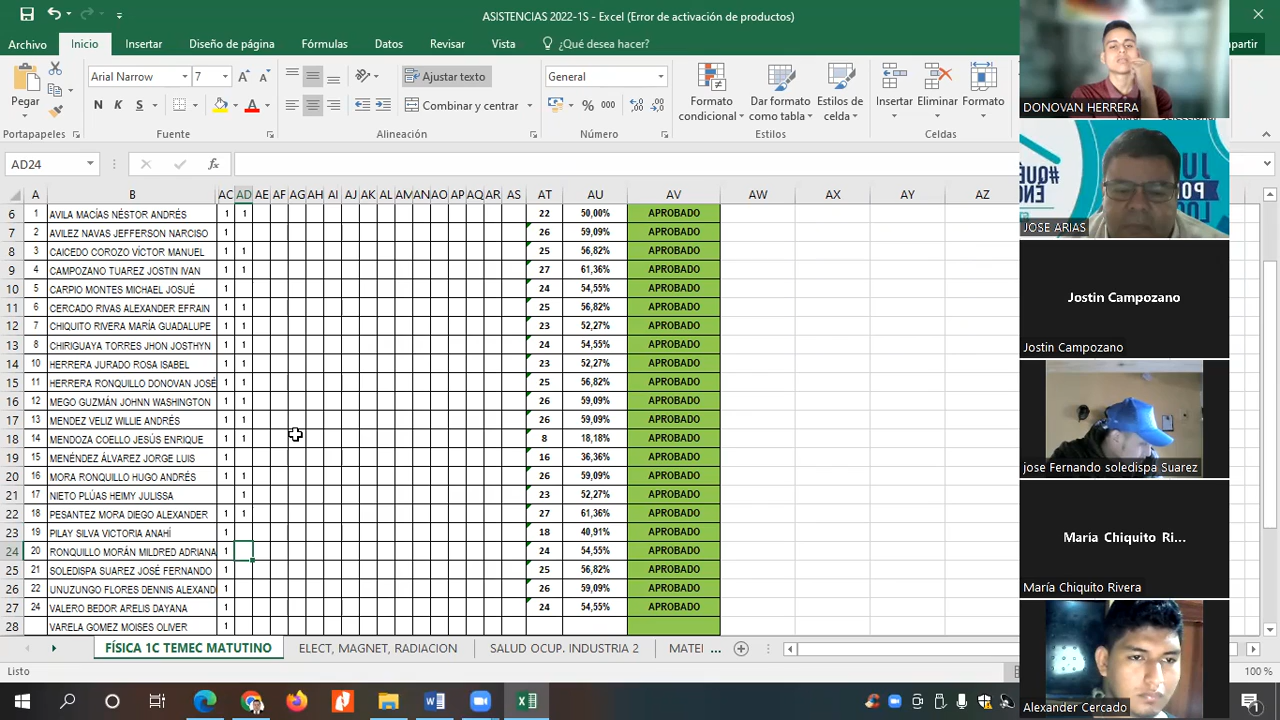 ASISTENCIAS 2022-1S - Excel (Error de activación de productos)
Archivo Inicio Insertar Diseño de página Fórmulas Datos Revisar Vista ¿Qué desea hacer?
Pegar Arial Narrow 7 A A Ajustar texto General
N K S Combinar y centrar % 000
Formato condicional Dar formato como tabla Estilos de celda Insertar Eliminar Formato
Portapapeles Fuente Alineación Número Estilos Celdas
AD24 fx
A B AC AD AE AF AG AH AI AJ AK AL AM AN AO AP AQ AR AS AT AU AV AW AX AY AZ
6 1 AVILA MACÍAS NÉSTOR ANDRÉS 1 1 22 50,00% APROBADO
7 2 AVILEZ NAVAS JEFFERSON NARCISO 1 26 59,09% APROBADO
8 3 CAICEDO COROZO VÍCTOR MANUEL 1 1 25 56,82% APROBADO
9 4 CAMPOZANO TUAREZ JOSTIN IVAN 1 1 27 61,36% APROBADO
10 5 CARPIO MONTES MICHAEL JOSUÉ 1 24 54,55% APROBADO
11 6 CERCADO RIVAS ALEXANDER EFRAIN 1 1 25 56,82% APROBADO
12 7 CHIQUITO RIVERA MARÍA GUADALUPE 1 1 23 52,27% APROBADO
13 8 CHIRIGUAYA TORRES JHON JOSTHYN 1 1 24 54,55% APROBADO
14 10 HERRERA JURADO ROSA ISABEL 1 1 23 52,27% APROBADO
15 11 HERRERA RONQUILLO DONOVAN JOSÉ 1 1 25 56,82% APROBADO
16 12 MEGO GUZMÁN JOHNN WASHINGTON 1 1 26 59,09% APROBADO
17 13 MENDEZ VELIZ WILLIE ANDRÉS 1 1 26 59,09% APROBADO
18 14 MENDOZA COELLO JESÚS ENRIQUE 1 1 8 18,18% APROBADO
19 15 MENÉNDEZ ÁLVAREZ JORGE LUIS 1 16 36,36% APROBADO
20 16 MORA RONQUILLO HUGO ANDRÉS 1 1 26 59,09% APROBADO
21 17 NIETO PLÚAS HEIMY JULISSA 1 23 52,27% APROBADO
22 18 PESANTEZ MORA DIEGO ALEXANDER 1 1 27 61,36% APROBADO
23 19 PILAY SILVA VICTORIA ANAHÍ 1 18 40,91% APROBADO
24 20 RONQUILLO MORÁN MILDRED ADRIANA 1 24 54,55% APROBADO
25 21 SOLEDISPA SUAREZ JOSÉ FERNANDO 1 25 56,82% APROBADO
26 22 UNUZUNGO FLORES DENNIS ALEXAND 1 26 59,09% APROBADO
27 24 VALERO BEDOR ARELIS DAYANA 1 24 54,55% APROBADO
28 VARELA GOMEZ MOISES OLIVER 1
FÍSICA 1C TEMEC MATUTINO ELECT, MAGNET, RADIACION SALUD OCUP. INDUSTRIA 2 MATEI ...
Listo 100 %
DONOVAN HERRERA
JOSE ARIAS
Jostin Campozano
Jostin Campozano
jose Fernando soledispa Suarez
María Chiquito Ri...
María Chiquito Rivera
Alexander Cercado